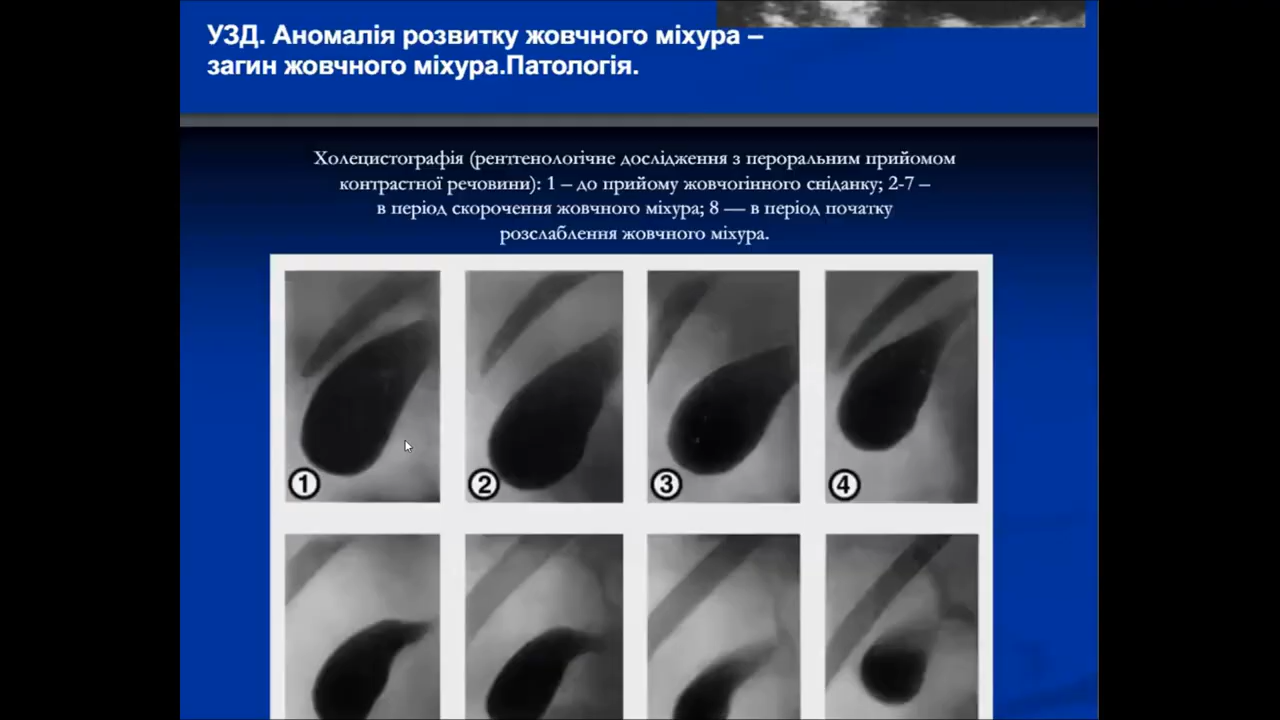 УЗД. Аномалія розвитку жовчного міхура –
загин жовчного міхура.Патологія.
Холецистографія (рентгенологічне дослідження з пероральним прийомом
контрастної речовини): 1 – до прийому жовчогінного сніданку; 2-7 –
в період скорочення жовчного міхура; 8 — в період початку
розслаблення жовчного міхура.
1 2 3 4